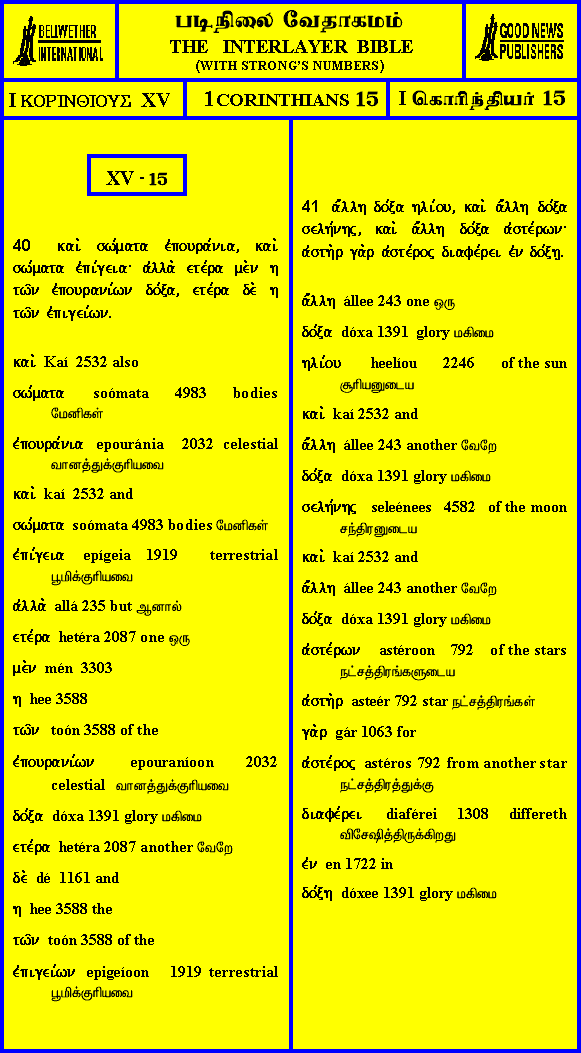 BELLWETHER
INTERNATIONAL
படிநிலை வேதாகமம்
THE INTERLAYER BIBLE
(WITH STRONG'S NUMBERS)
GOOD NEWS
PUBLISHERS
I ΚΟΡΙΝΘΙΟΥΣ XV
1 CORINTHIANS 15
I கொரிந்தியர் 15
XV - 15
40 καὶ σώματα ἐπουράνια, καὶ
σώματα ἐπίγεια· ἀλλὰ ετέρα μὲν η
τῶν ἐπουρανίων δόξα, ετέρα δὲ η
τῶν ἐπιγείων.
καὶ Kaí 2532 also
σώματα soómata 4983 bodies
மேனிகள்
ἐπουράνια epouránia 2032 celestial
வானத்துக்குரியவை
καὶ kaí 2532 and
σώματα soómata 4983 bodies மேனிகள்
ἐπίγεια epígeia 1919 terrestrial
பூமிக்குரியவை
ἀλλὰ allá 235 but ஆனால்
ετέρα hetéra 2087 one ஒரு
μὲν mén 3303
η hee 3588
τῶν toón 3588 of the
ἐπουρανίων epouraníoon 2032
celestial வானத்துக்குரியவை
δόξα dóxa 1391 glory மகிமை
ετέρα hetéra 2087 another வேறே
δὲ dé 1161 and
η hee 3588 the
τῶν toón 3588 of the
ἐπιγείων epigeíoon 1919 terrestrial
பூமிக்குரியவை
41 ἄλλη δόξα ηλίου, καὶ ἄλλη δόξα
σελήνης, καὶ ἄλλη δόξα ἀστέρων·
ἀστὴρ γὰρ ἀστέρος διαφέρει ἐν δόξῃ.
ἄλλη állee 243 one ஒரு
δόξα dóxa 1391 glory மகிமை
ηλίου heelíou 2246 of the sun
சூரியனுடைய
καὶ kaí 2532 and
ἄλλη állee 243 another வேறே
δόξα dóxa 1391 glory மகிமை
σελήνης seleénees 4582 of the moon
சந்திரனுடைய
καὶ kaí 2532 and
ἄλλη állee 243 another வேறே
δόξα dóxa 1391 glory மகிமை
ἀστέρων astéroon 792 of the stars
நட்சத்திரங்களுடைய
ἀστὴρ asteér 792 star நட்சத்திரங்கள்
γὰρ gár 1063 for
ἀστέρος astéros 792 from another star
நட்சத்திரத்துக்கு
διαφέρει diaférei 1308 differeth
விசேஷித்திருக்கிறது
ἐν en 1722 in
δόξη dóxee 1391 glory மகிமை